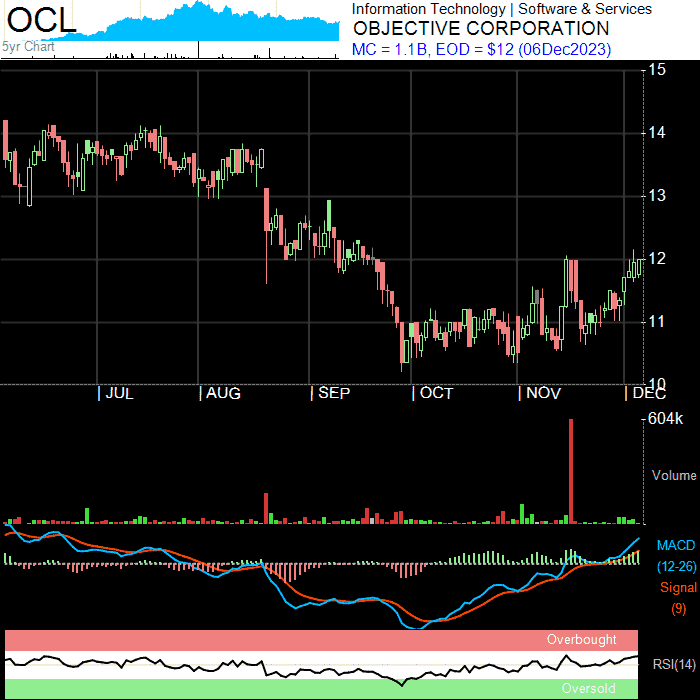 OCL
5yr Chart
Information Technology | Software & Services
OBJECTIVE CORPORATION
MC = 1.1B, EOD = $12 (06Dec2023)
15
14
13
12
11
10
| JUL | AUG | SEP | OCT | NOV | DEC
604k
Volume
MACD
(12-26)
Signal
(9)
Overbought
RSI(14)
Oversold